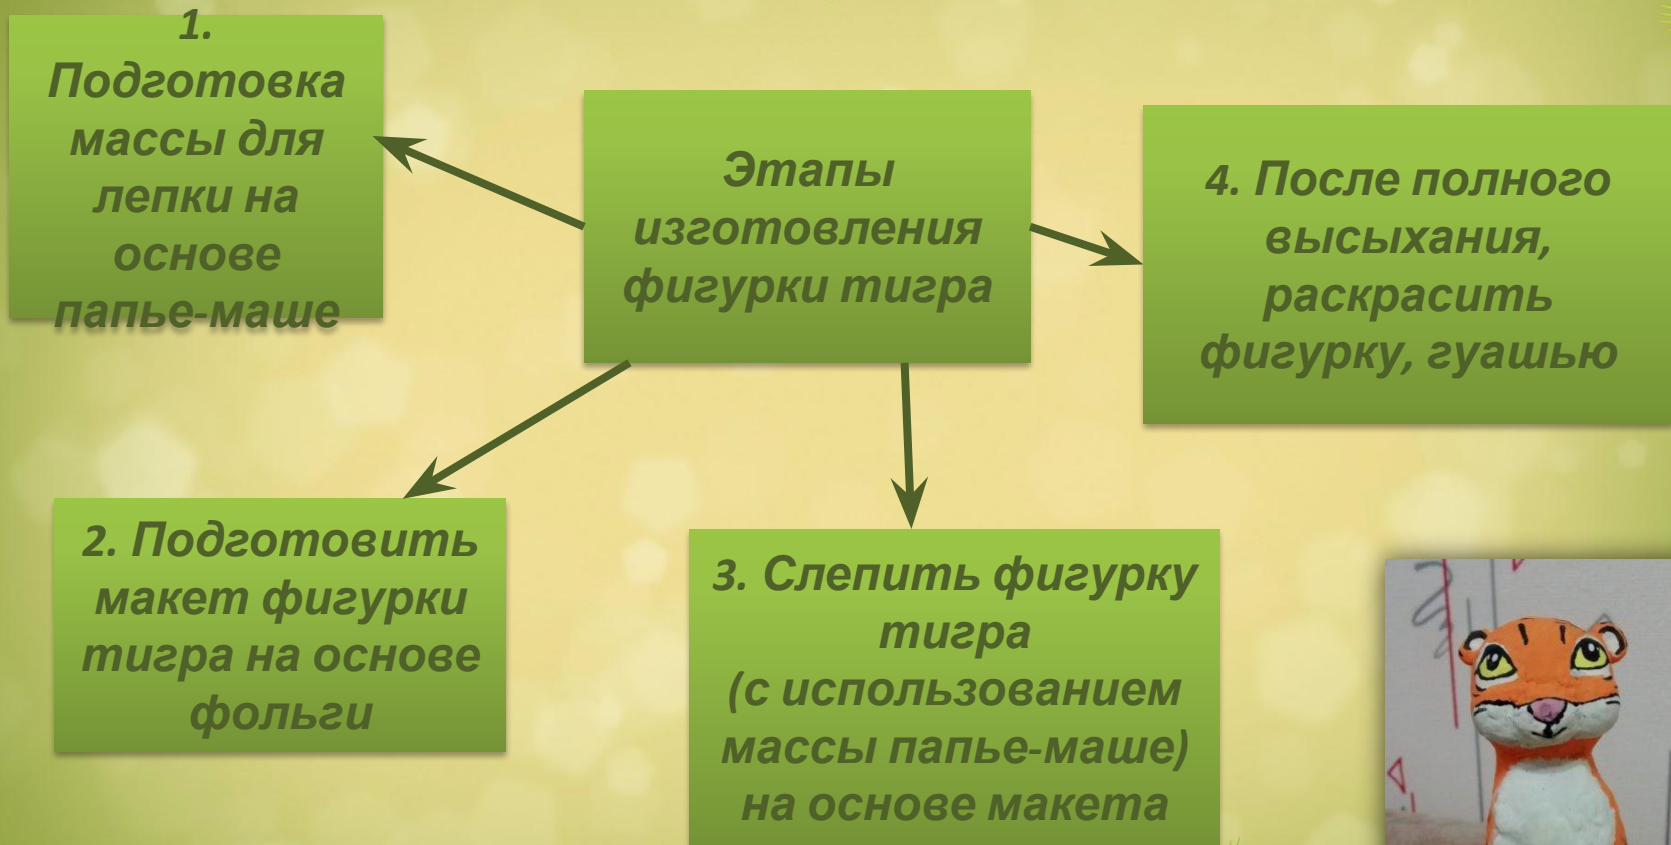 1.
Подготовка
массы для
лепки на
основе
папье-маше
Этапы
изготовления
фигурки тигра
4. После полного
высыхания,
раскрасить
фигурку, гуашью
2. Подготовить
макет фигурки
тигра на основе
фольги
3. Слепить фигурку
тигра
(с использованием
массы папье-маше)
на основе макета